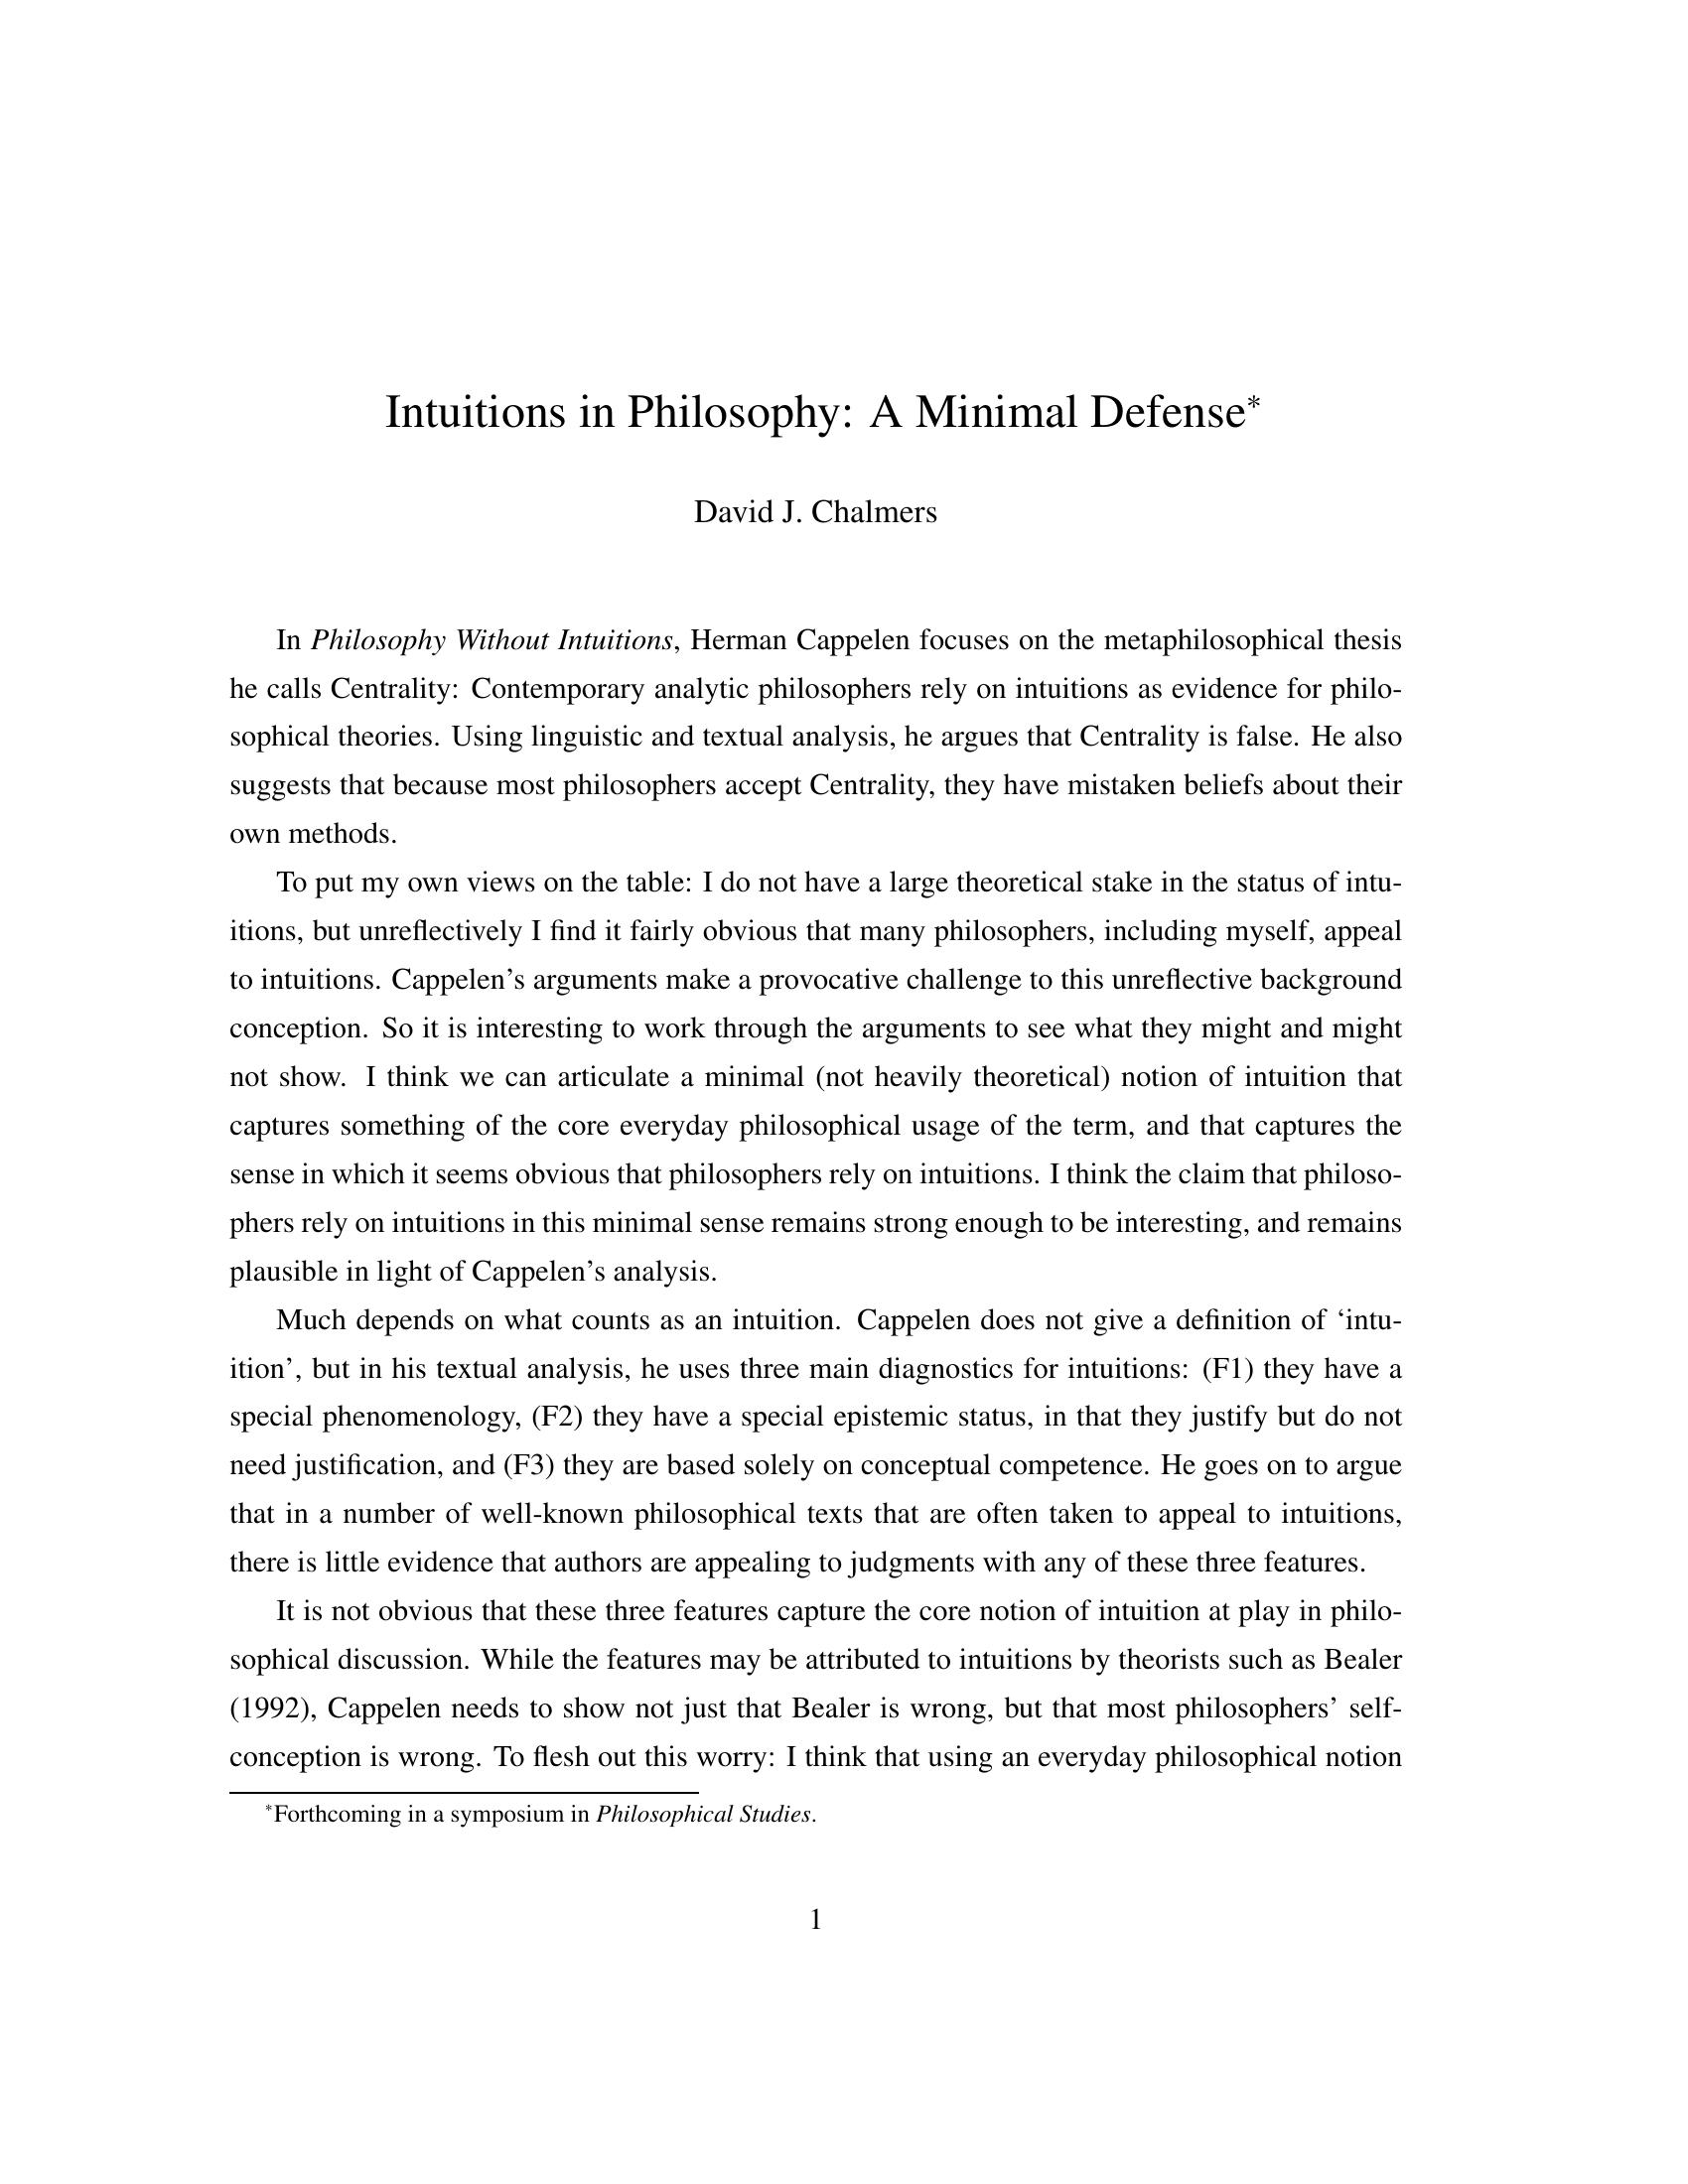 Intuitions in Philosophy: A Minimal Defense*
David J. Chalmers
In Philosophy Without Intuitions, Herman Cappelen focuses on the metaphilosophical thesis
he calls Centrality: Contemporary analytic philosophers rely on intuitions as evidence for philo-
sophical theories. Using linguistic and textual analysis, he argues that Centrality is false. He also
suggests that because most philosophers accept Centrality, they have mistaken beliefs about their
own methods.
To put my own views on the table: I do not have a large theoretical stake in the status of intu-
itions, but unreflectively I find it fairly obvious that many philosophers, including myself, appeal
to intuitions. Cappelen’s arguments make a provocative challenge to this unreflective background
conception. So it is interesting to work through the arguments to see what they might and might
not show. I think we can articulate a minimal (not heavily theoretical) notion of intuition that
captures something of the core everyday philosophical usage of the term, and that captures the
sense in which it seems obvious that philosophers rely on intuitions. I think the claim that philoso-
phers rely on intuitions in this minimal sense remains strong enough to be interesting, and remains
plausible in light of Cappelen’s analysis.
Much depends on what counts as an intuition. Cappelen does not give a definition of ‘intu-
ition’, but in his textual analysis, he uses three main diagnostics for intuitions: (F1) they have a
special phenomenology, (F2) they have a special epistemic status, in that they justify but do not
need justification, and (F3) they are based solely on conceptual competence. He goes on to argue
that in a number of well-known philosophical texts that are often taken to appeal to intuitions,
there is little evidence that authors are appealing to judgments with any of these three features.
It is not obvious that these three features capture the core notion of intuition at play in philo-
sophical discussion. While the features may be attributed to intuitions by theorists such as Bealer
(1992), Cappelen needs to show not just that Bealer is wrong, but that most philosophers’ self-
conception is wrong. To flesh out this worry: I think that using an everyday philosophical notion
*Forthcoming in a symposium in Philosophical Studies.
1